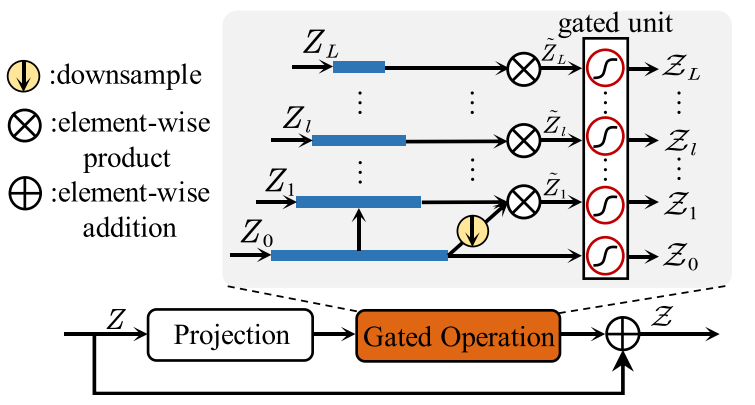 gated unit
Z_L
Z̃_L
𝒵_L
:downsample
Z_l
Z̃_l
𝒵_l
:element-wise
product
Z_1
Z̃_1
𝒵_1
:element-wise
addition
Z_0
𝒵_0
Z
Projection
Gated Operation
𝒵